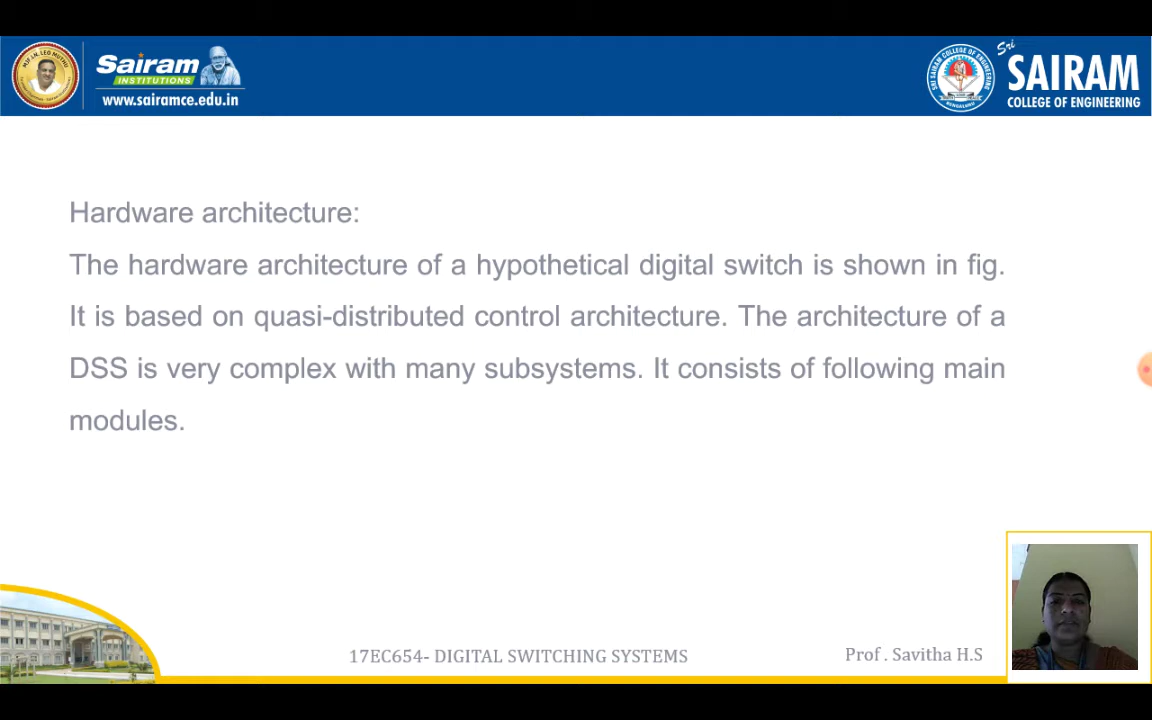 Sairam
INSTITUTIONS
www.sairamce.edu.in
Sri
SAIRAM
COLLEGE OF ENGINEERING
Hardware architecture:
The hardware architecture of a hypothetical digital switch is shown in fig.
It is based on quasi-distributed control architecture. The architecture of a
DSS is very complex with many subsystems. It consists of following main
modules.
17EC654- DIGITAL SWITCHING SYSTEMS
Prof . Savitha H.S